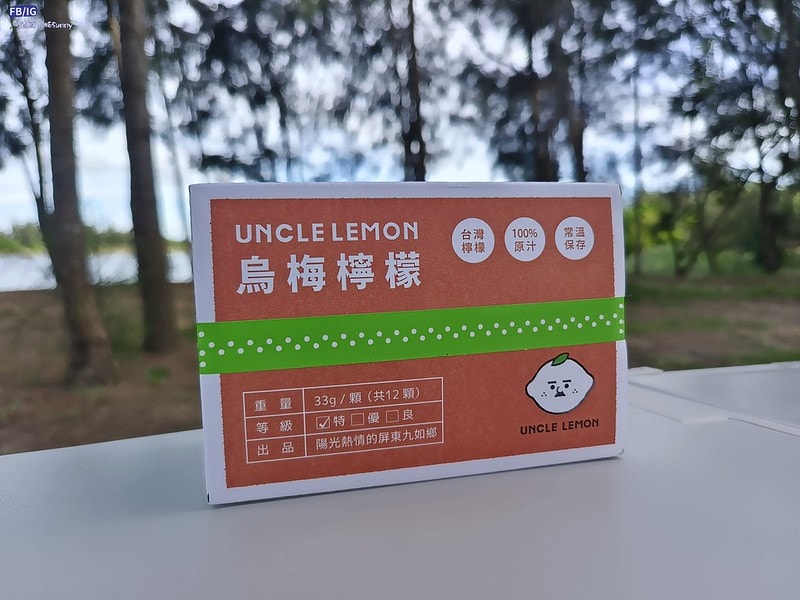 FB/IG
UNCLE LEMON
烏梅檸檬
台灣
檸檬
100%
原汁
常溫
保存
重量 33g / 顆（共12 顆）
等級 ☑特 □優 □良
出品 陽光熱情的屏東九如鄉
UNCLE LEMON